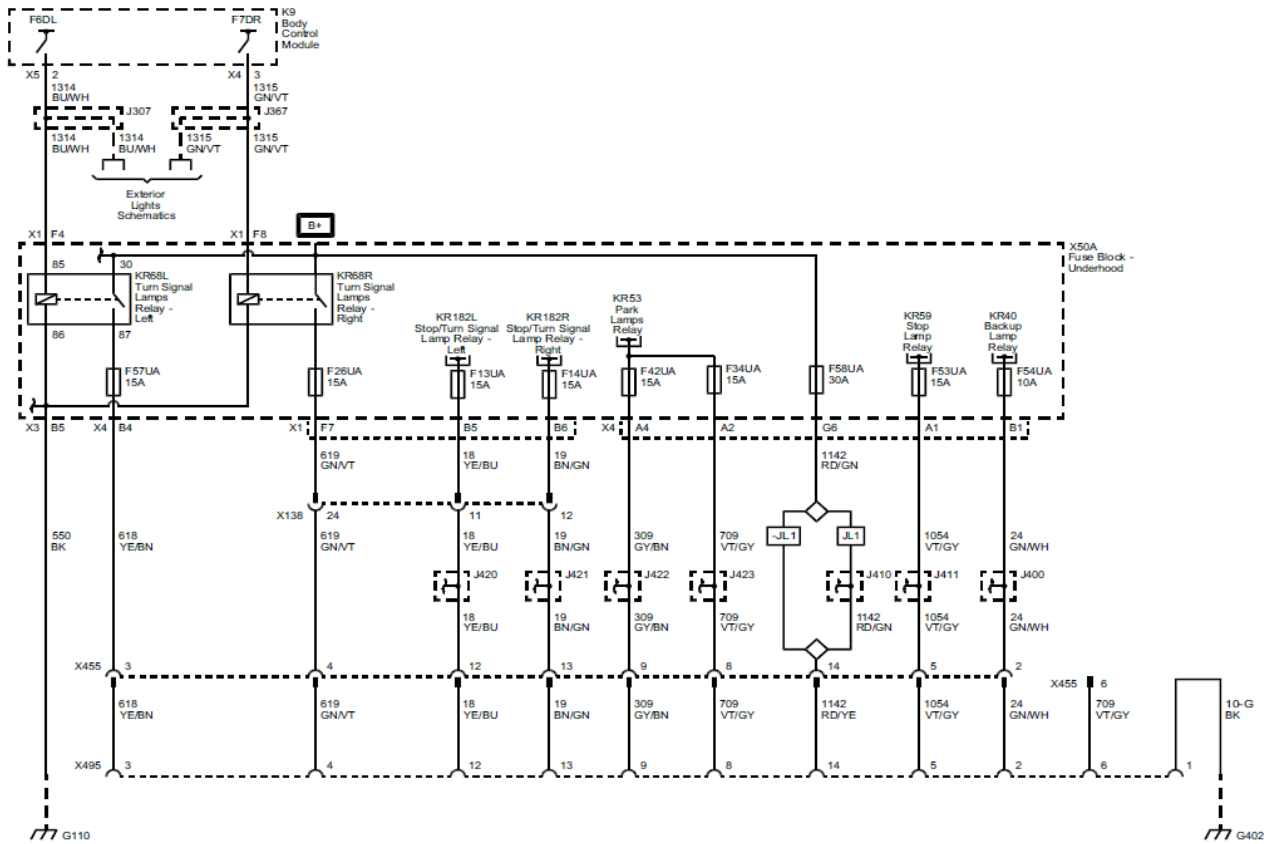 F6DL
F7DR
K9
Body
Control
Module
X5 2
X4 3
1314
BU/WH
1315
GN/VT
J307
J367
1314
BU/WH
1314
BU/WH
1315
GN/VT
1315
GN/VT
Exterior
Lights
Schematics
B+
X1 F4
X1 F8
X50A
Fuse Block -
Underhood
85
30
KR68L
Turn Signal
Lamps
Relay -
Left
KR68R
Turn Signal
Lamps
Relay -
Right
86
87
KR182L
Stop/Turn Signal
Lamp Relay -
Left
KR182R
Stop/Turn Signal
Lamp Relay -
Right
KR53
Park
Lamps
Relay
KR59
Stop
Lamp
Relay
KR40
Backup
Lamp
Relay
F57UA
15A
F26UA
15A
F13UA
15A
F14UA
15A
F42UA
15A
F34UA
15A
F58UA
30A
F53UA
15A
F54UA
10A
X3 B5
X4 B4
X1 F7
B5
B6
X4 A4
A2
G6
A1
B1
619
GN/VT
18
YE/BU
19
BN/GN
1142
RD/GN
X138 24
11
12
550
BK
618
YE/BN
619
GN/VT
18
YE/BU
19
BN/GN
309
GY/BN
709
VT/GY
-JL1
JL1
1054
VT/GY
24
GN/WH
J420
J421
J422
J423
J410
J411
J400
18
YE/BU
19
BN/GN
309
GY/BN
709
VT/GY
1142
RD/GN
1054
VT/GY
24
GN/WH
X455 3
4
12
13
9
8
14
5
2
X455 6
618
YE/BN
619
GN/VT
18
YE/BU
19
BN/GN
309
GY/BN
709
VT/GY
1142
RD/YE
1054
VT/GY
24
GN/WH
709
VT/GY
10-G
BK
X495 3
4
12
13
9
8
14
5
2
6
1
G110
G402